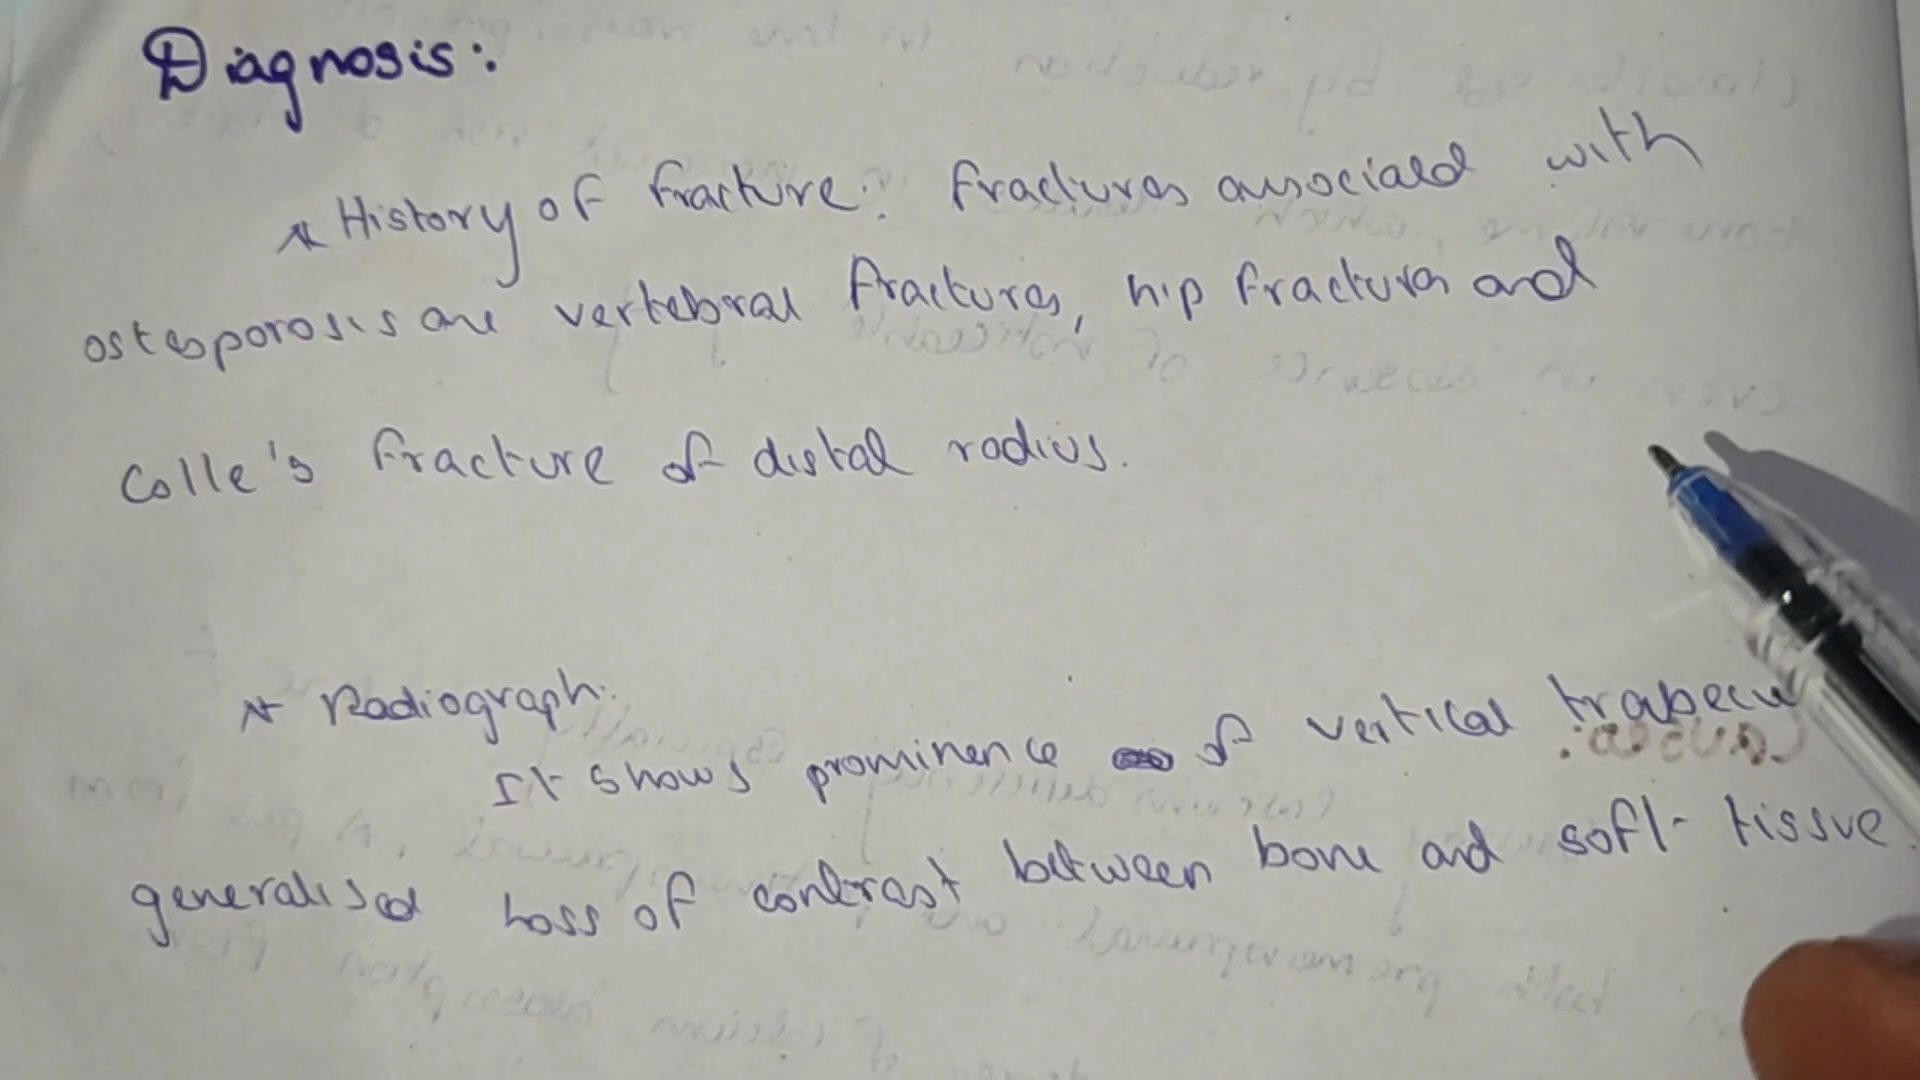 Diagnosis:
* History of fracture: Fractures associated with
osteoporosis are vertebral fractures, hip fractures and
Colle's fracture of distal radius.
* Radiograph:
It shows prominence of vertical trabecu
generalised loss of contrast between bone and soft tissue.